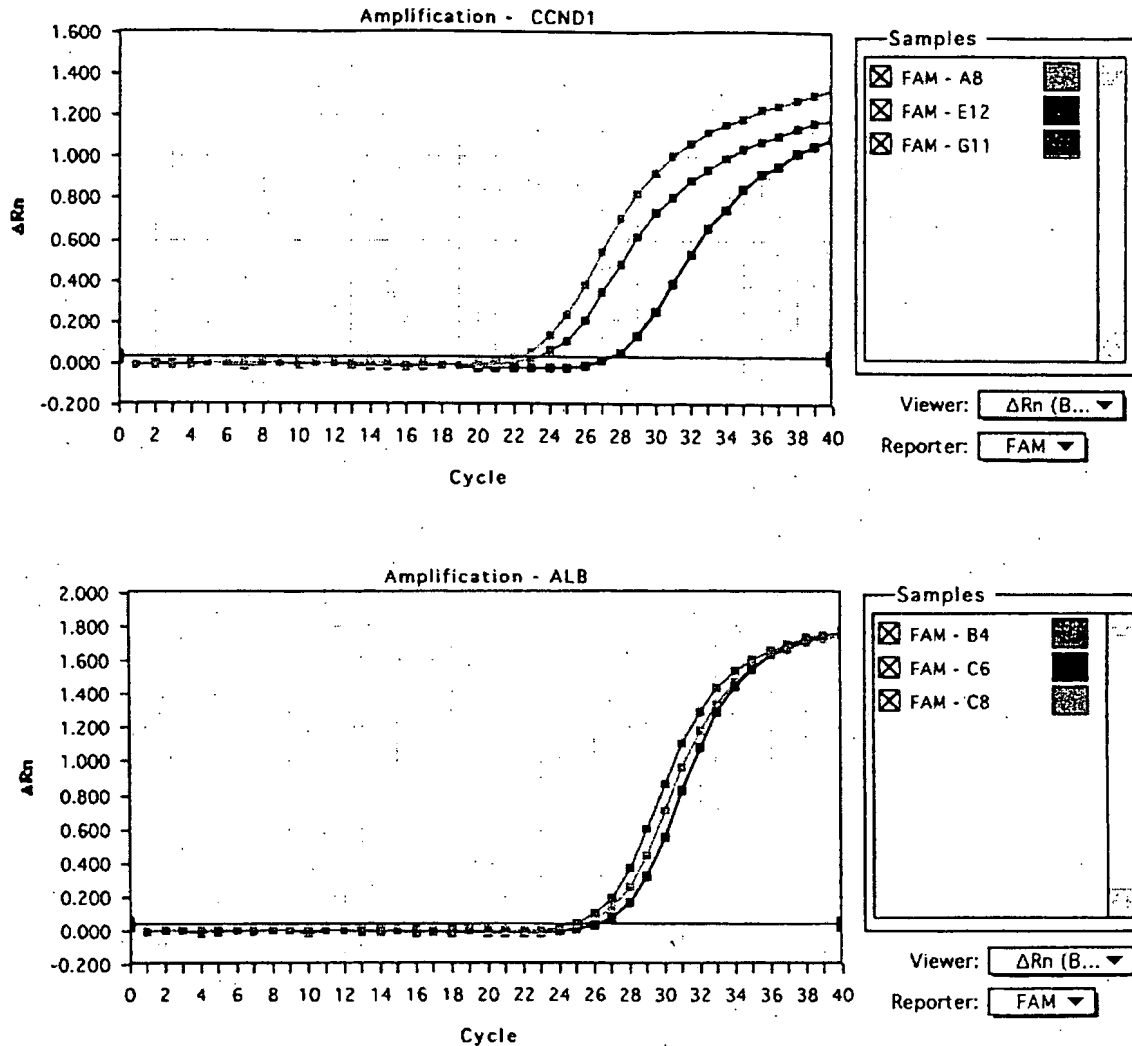 Amplification - CCND1
1.600
1.400
1.200
1.000
0.800
0.600
0.400
0.200
0.000
-0.200
ΔRn
0 2 4 6 8 10 12 14 16 18 20 22 24 26 28 30 32 34 36 38 40
Cycle
Samples
FAM - A8
FAM - E12
FAM - G11
Viewer: ΔRn (B... ▼
Reporter: FAM ▼
Amplification - ALB
2.000
1.800
1.600
1.400
1.200
1.000
0.800
0.600
0.400
0.200
0.000
-0.200
ΔRn
0 2 4 6 8 10 12 14 16 18 20 22 24 26 28 30 32 34 36 38 40
Cycle
Samples
FAM - B4
FAM - C6
FAM - C8
Viewer: ΔRn (B... ▼
Reporter: FAM ▼